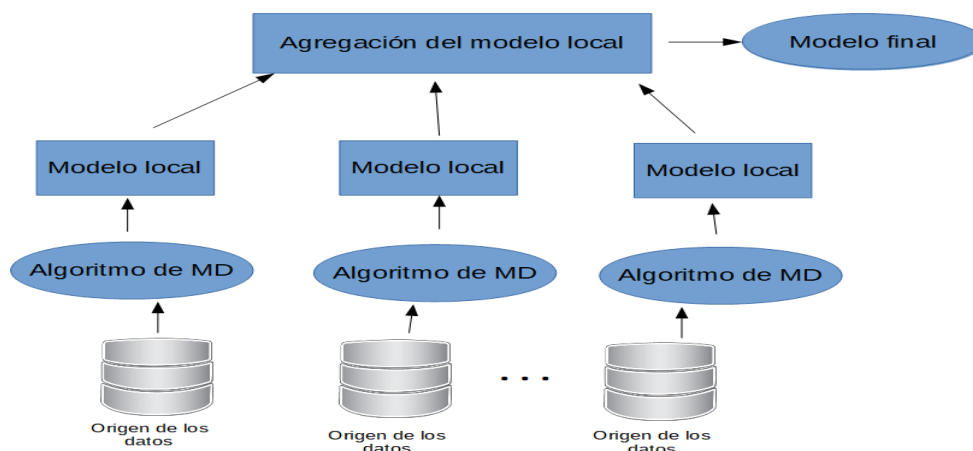 Agregación del modelo local
Modelo final
Modelo local
Modelo local
Modelo local
Algoritmo de MD
Algoritmo de MD
Algoritmo de MD
. . .
Origen de los
datos
Origen de los
datos
Origen de los
datos